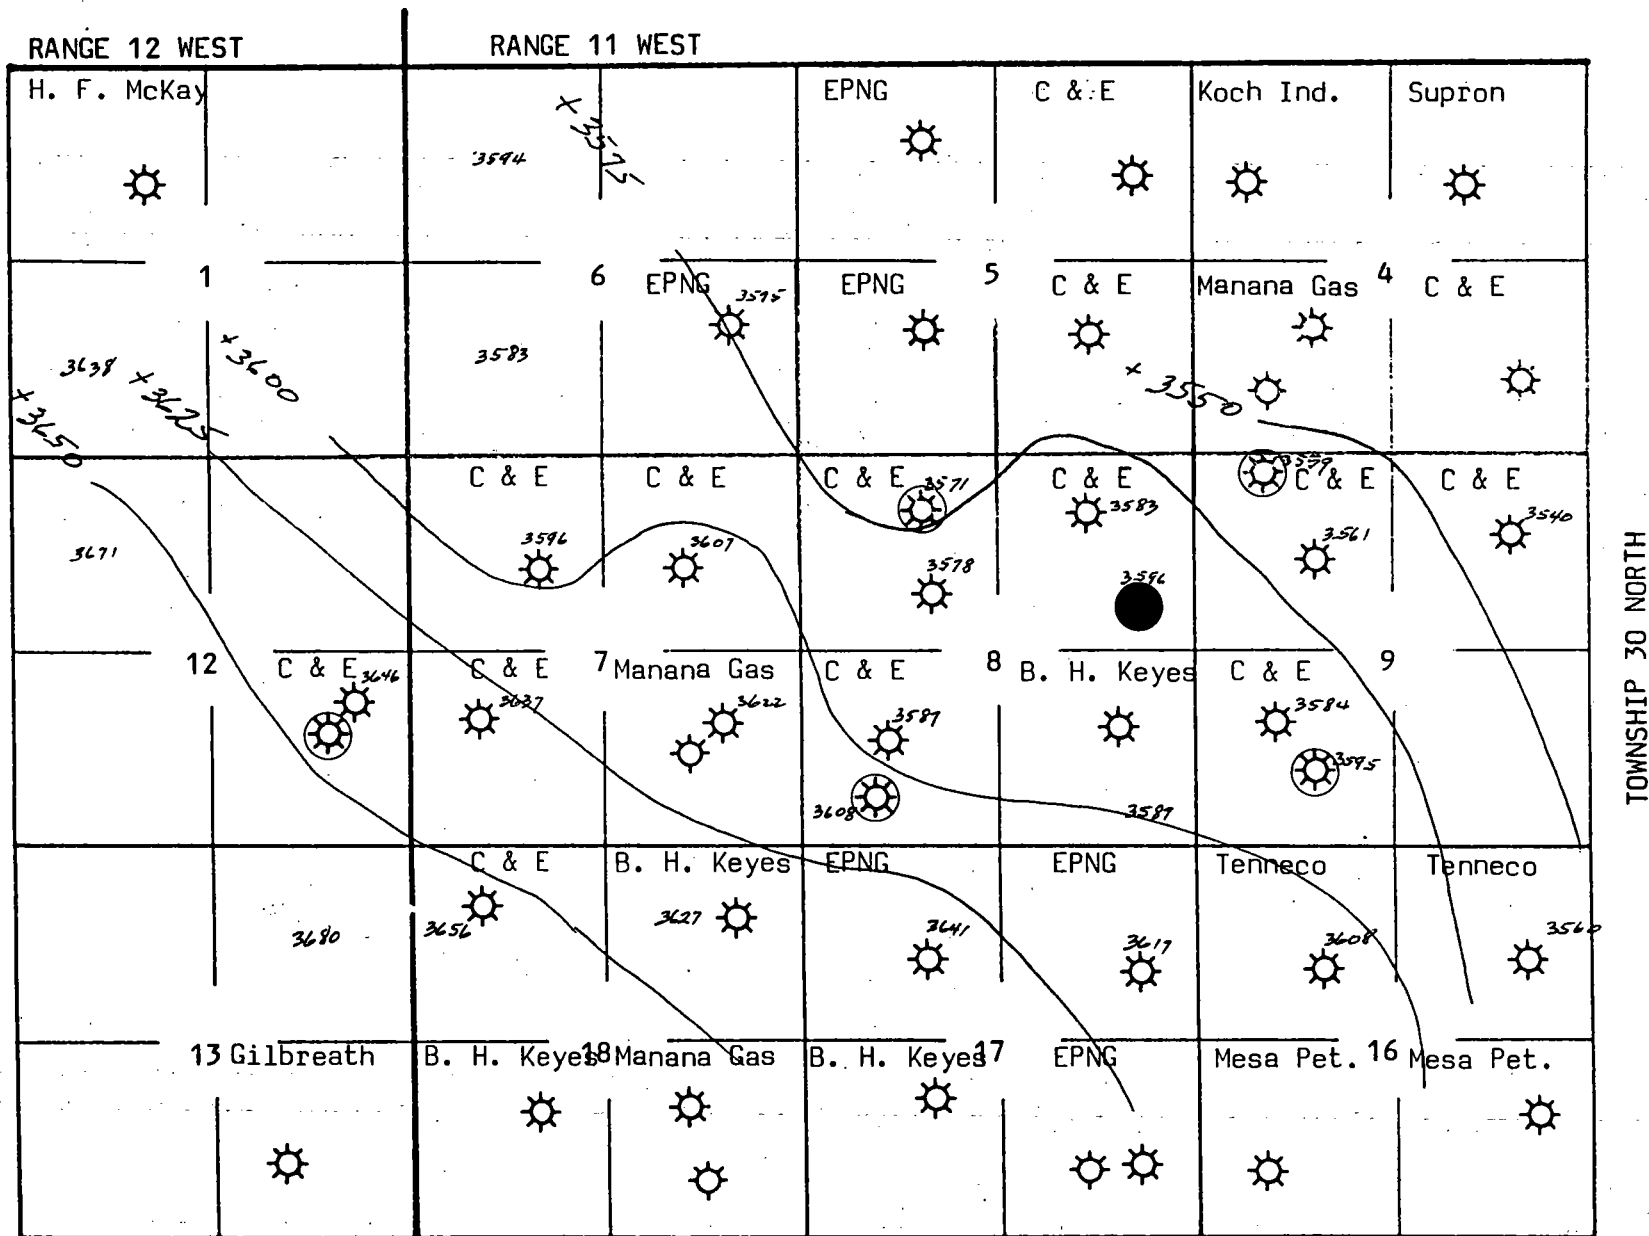 RANGE 12 WEST RANGE 11 WEST
H. F. McKay EPNG C & E Koch Ind. Supron
3594 +3575
1 6 5 4
EPNG EPNG C & E Manana Gas C & E
3575
3638 +3600 3583
+3650 +3625 +3550
C & E C & E C & E C & E C & E C & E
3571 3559
3671 3596 3607 3578 3583 3561 3540
3596
TOWNSHIP 30 NORTH
12 7 8 9
C & E C & E Manana Gas C & E B. H. Keyes C & E
3646 3637 3622 3587 3584
3608 3595
3587
C & E B. H. Keyes EPNG EPNG Tenneco Tenneco
3680 3656 3627 3641 3617 3608 3560
13 18 17 16
Gilbreath B. H. Keyes Manana Gas B. H. Keyes EPNG Mesa Pet. Mesa Pet.